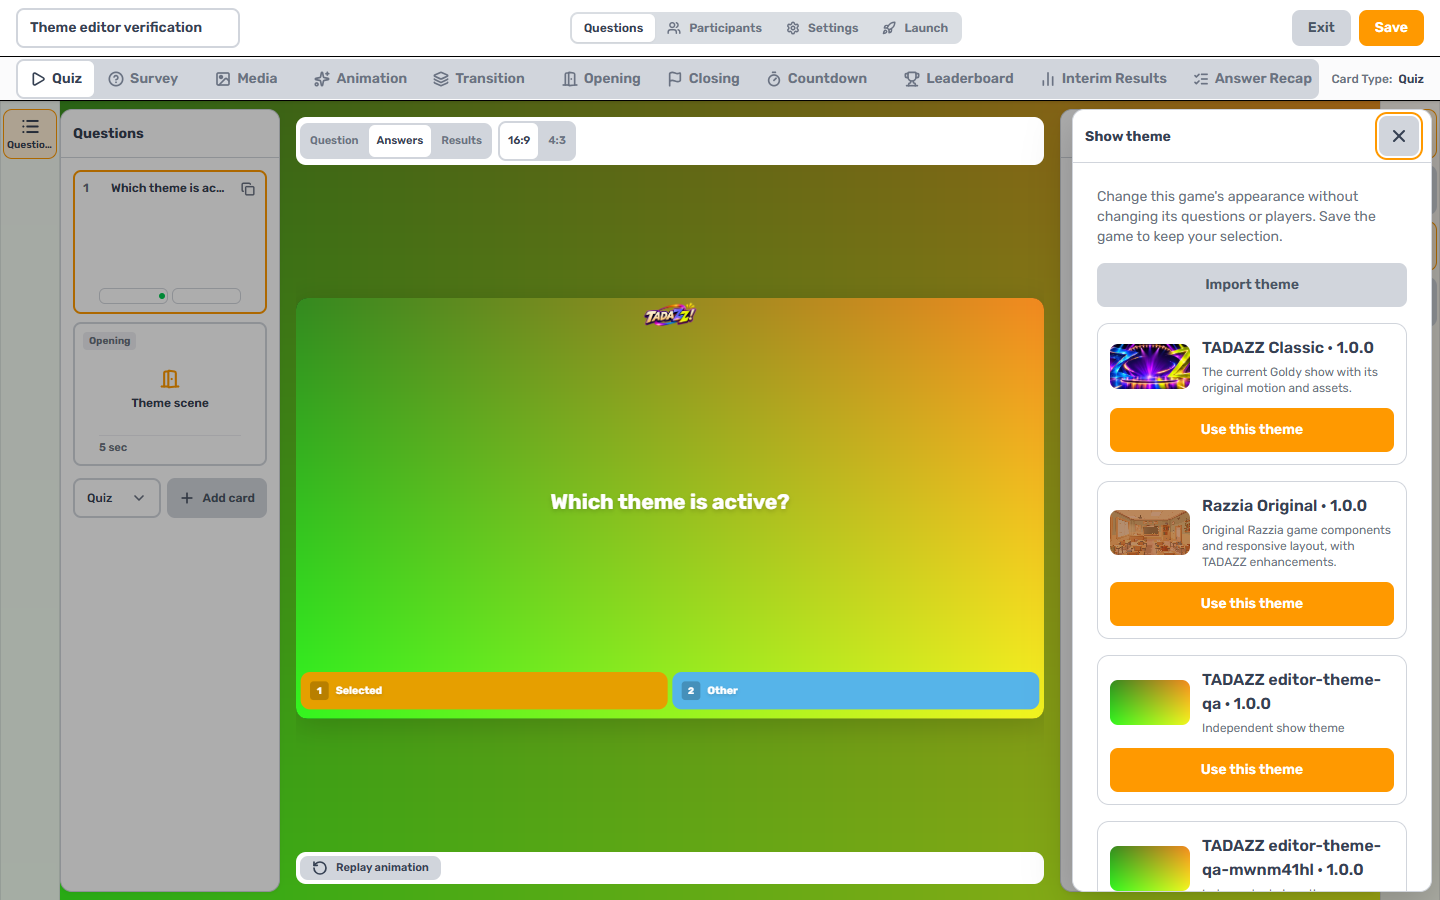 Theme editor verification
Questions
Participants
Settings
Launch
Exit
Save
Quiz
Survey
Media
Animation
Transition
Opening
Closing
Countdown
Leaderboard
Interim Results
Answer Recap
Card Type: Quiz
Questio...
Questions
1 Which theme is ac...
Opening
Theme scene
5 sec
Quiz
Add card
Question
Answers
Results
16:9
4:3
TADAZZ!
Which theme is active?
1 Selected
2 Other
Replay animation
Show theme
Change this game's appearance without
changing its questions or players. Save the
game to keep your selection.
Import theme
TADAZZ Classic • 1.0.0
The current Goldy show with its
original motion and assets.
Use this theme
Razzia Original • 1.0.0
Original Razzia game components
and responsive layout, with
TADAZZ enhancements.
Use this theme
TADAZZ editor-theme-
qa • 1.0.0
Independent show theme
Use this theme
TADAZZ editor-theme-
qa-mwnm41hl • 1.0.0